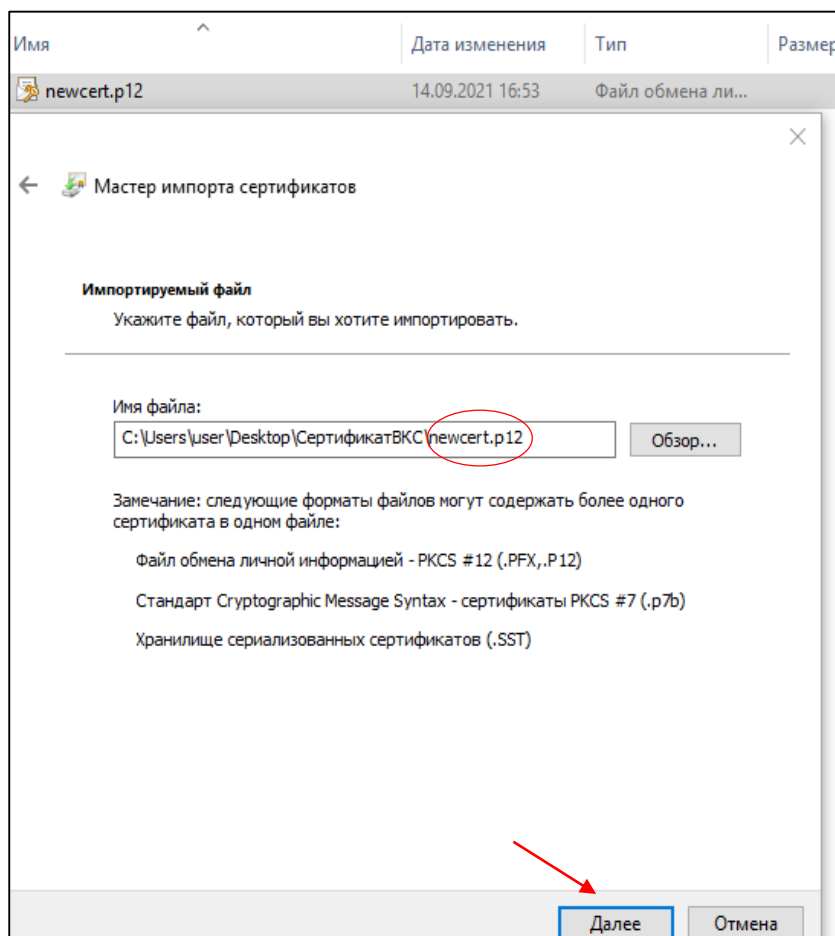 Имя Дата изменения Тип Размер
newcert.p12 14.09.2021 16:53 Файл обмена ли...
Мастер импорта сертификатов
Импортируемый файл
Укажите файл, который вы хотите импортировать.
Имя файла:
C:\Users\user\Desktop\СертификатВКС\newcert.p12 Обзор...
Замечание: следующие форматы файлов могут содержать более одного
сертификата в одном файле:
Файл обмена личной информацией - PKCS #12 (.PFX,.P12)
Стандарт Cryptographic Message Syntax - сертификаты PKCS #7 (.p7b)
Хранилище сериализованных сертификатов (.SST)
Далее Отмена